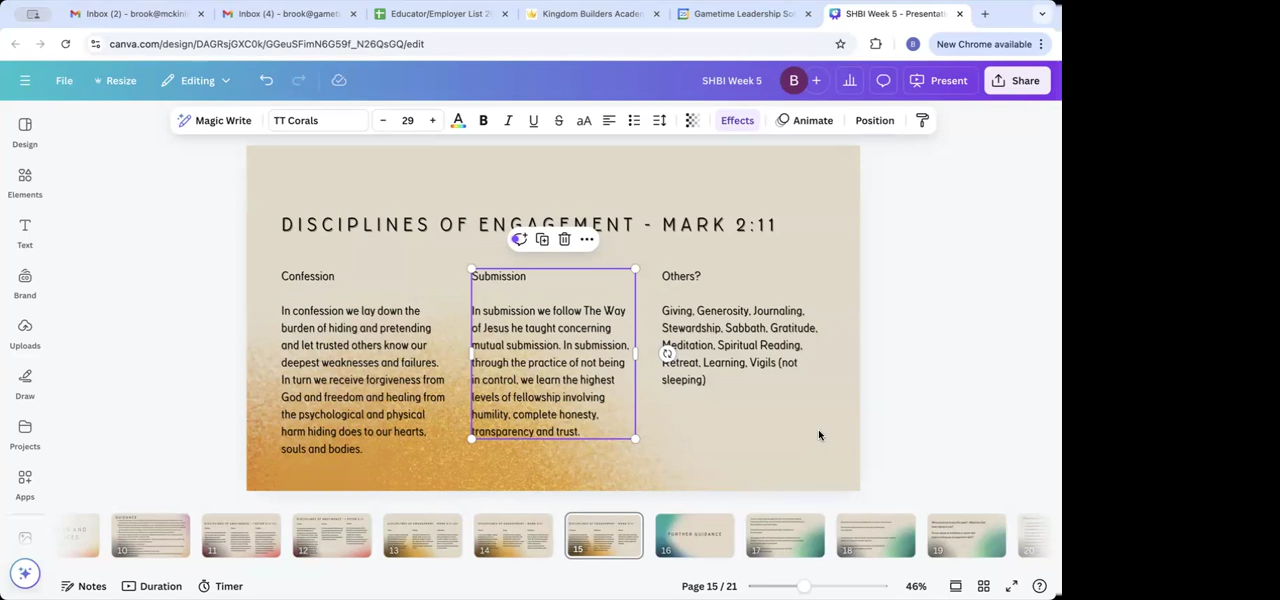 Inbox (2) - brook@mckin
Inbox (4) - brook@gamet
Educator/Employer List 2
Kingdom Builders Acade
Gametime Leadership So
SHBI Week 5 - Presentati
canva.com/design/DAGRsjGXC0k/GGeuSFimN6G59f_N26QsGQ/edit
B
New Chrome available
File
Resize
Editing
SHBI Week 5
B
Present
Share
Magic Write
TT Corals
29
B
I
U
S
aA
Effects
Animate
Position
Design
Elements
Text
Brand
Uploads
Draw
Projects
Apps
DISCIPLINES OF ENGAGEMENT - MARK 2:11
Confession
In confession we lay down the
burden of hiding and pretending
and let trusted others know our
deepest weaknesses and failures.
In turn we receive forgiveness from
God and freedom and healing from
the psychological and physical
harm hiding does to our hearts,
souls and bodies.
Submission
In submission we follow The Way
of Jesus he taught concerning
mutual submission. In submission,
through the practice of not being
in control, we learn the highest
levels of fellowship involving
humility, complete honesty,
transparency and trust.
Others?
Giving, Generosity, Journaling,
Stewardship, Sabbath, Gratitude,
Meditation, Spiritual Reading,
Retreat, Learning, Vigils (not
sleeping)
GUIDANCE
10
11
12
13
14
15
FURTHER GUIDANCE
16
17
18
19
20
Notes
Duration
Timer
Page 15 / 21
46%